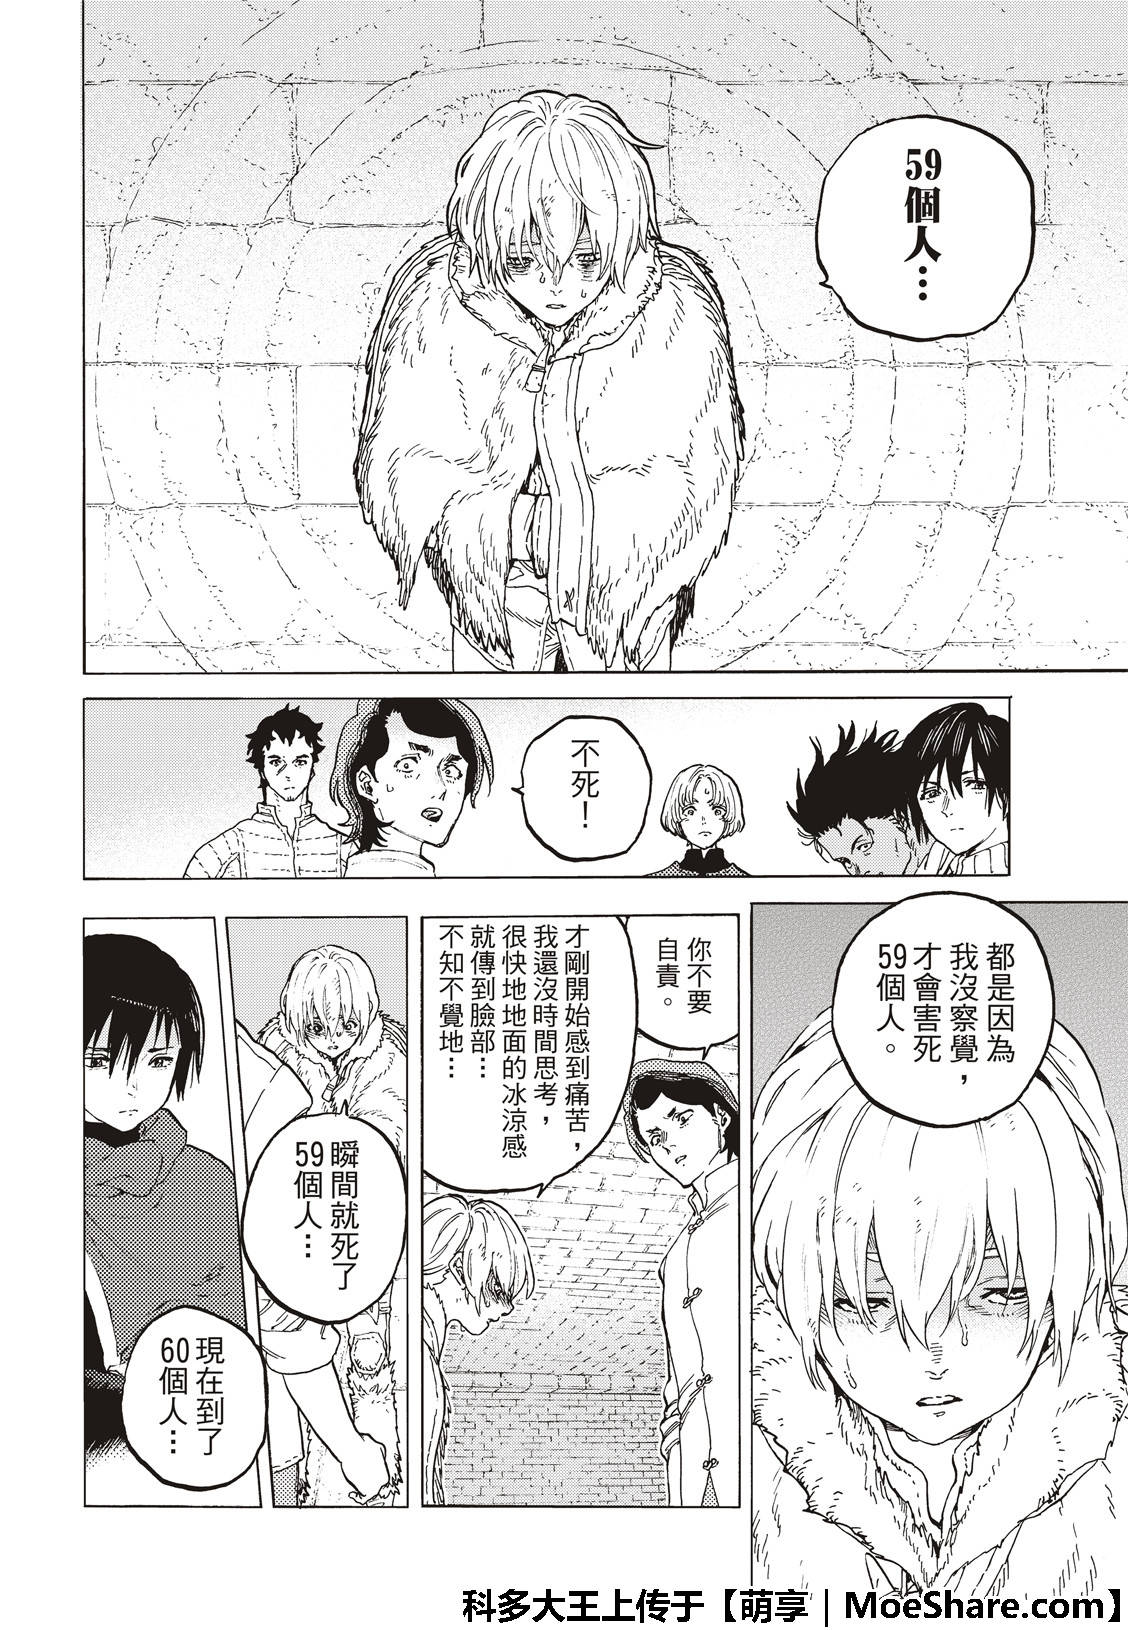 59個人…
不死！
都是因為
我沒察覺，
才會害死
59個人。
你不要
自責。
才剛開始感到痛苦，
我還沒時間思考，
很快地地面的冰涼感
就傳到臉部…
不知不覺地…
瞬間就死了
59個人…
現在到了
60個人…
科多大王上传于【萌享｜MoeShare.com】